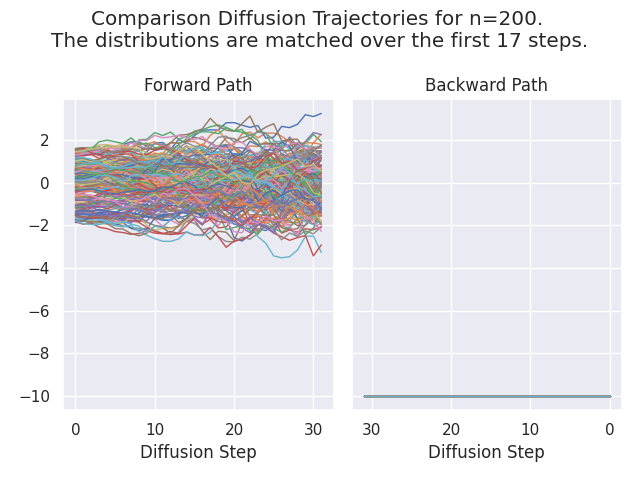 Comparison Diffusion Trajectories for n=200.
The distributions are matched over the first 17 steps.
Forward Path
Backward Path
2
0
−2
−4
−6
−8
−10
0 10 20 30
30 20 10 0
Diffusion Step
Diffusion Step